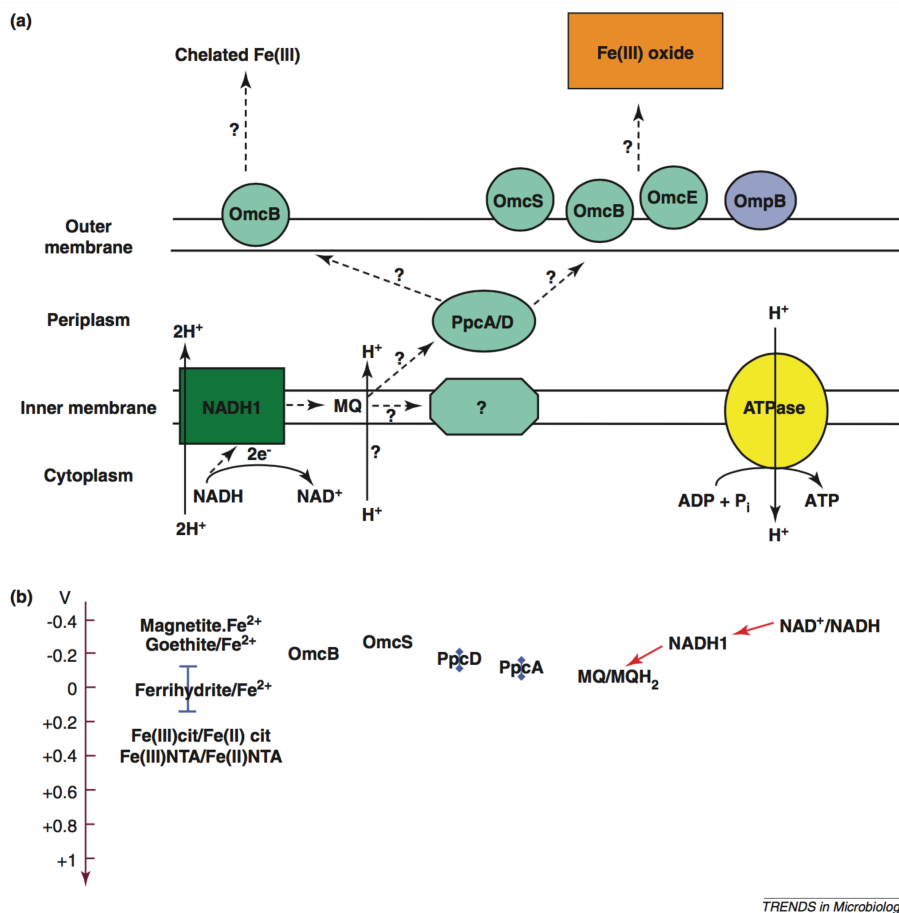 (a)
Chelated Fe(III)
Fe(III) oxide
?
?
OmcB
OmcS
OmcB
OmcE
OmpB
Outer
membrane
?
?
Periplasm
PpcA/D
2H+
H+
?
H+
Inner membrane
NADH1
MQ
?
?
ATPase
Cytoplasm
2e-
?
NADH
NAD+
ADP + Pi
ATP
2H+
H+
H+
(b)
V
-0.4
-0.2
0
+0.2
+0.4
+0.6
+0.8
+1
Magnetite.Fe2+
Goethite/Fe2+
Ferrihydrite/Fe2+
Fe(III)cit/Fe(II) cit
Fe(III)NTA/Fe(II)NTA
OmcB
OmcS
PpcD
PpcA
MQ/MQH2
NADH1
NAD+/NADH
TRENDS in Microbiolog